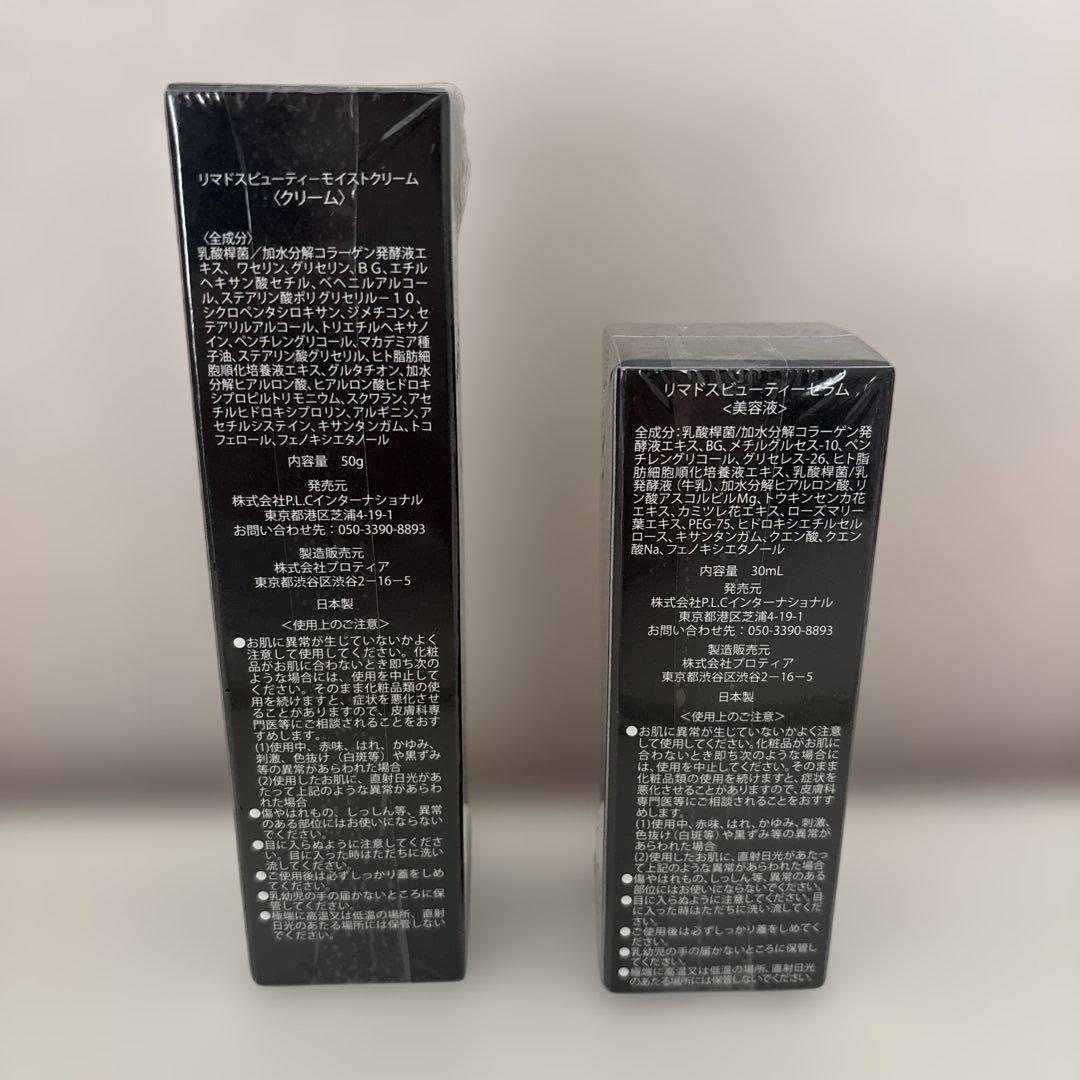 リマドスビューティーモイストクリーム
〈クリーム〉
〈全成分〉
乳酸桿菌／加水分解コラーゲン発酵液エ
キス、ワセリン、グリセリン、ＢＧ、エチル
ヘキサン酸セチル、ベヘニルアルコー
ル、ステアリン酸ポリグリセリル－１０、
シクロペンタシロキサン、ジメチコン、セ
テアリルアルコール、トリエチルヘキサノ
イン、ペンチレングリコール、マカデミア種
子油、ステアリン酸グリセリル、ヒト脂肪細
胞順化培養液エキス、グルタチオン、加水
分解ヒアルロン酸、ヒアルロン酸ヒドロキ
シプロピルトリモニウム、スクワラン、アセ
チルヒドロキシプロリン、アルギニン、ア
セチルシステイン、キサンタンガム、トコ
フェロール、フェノキシエタノール
内容量　50g
発売元
株式会社P.L.Cインターナショナル
東京都港区芝浦4-19-1
お問い合わせ先：050-3390-8893
製造販売元
株式会社プロティア
東京都渋谷区渋谷2－16－5
日本製
＜使用上のご注意＞
●お肌に異常が生じていないかよく
注意して使用してください。化粧
品がお肌に合わないとき即ち次の
ような場合には、使用を中止して
ください。そのまま化粧品類の使
用を続けますと、症状を悪化させ
ることがありますので、皮膚科専
門医等にご相談されることをおす
すめします。
(1)使用中、赤味、はれ、かゆみ、
刺激、色抜け（白斑等）や黒ずみ
等の異常があらわれた場合
(2)使用したお肌に、直射日光があ
たって上記のような異常があらわ
れた場合
●傷やはれもの、しっしん等、異常
のある部位にはお使いにならない
でください。
●目に入らぬように注意してくださ
い。目に入った時はただちに洗い
流してください。
●ご使用後は必ずしっかり蓋をしめ
てください。
●乳幼児の手の届かないところに保
管してください。
●極端に高温又は低温の場所、直射
日光のあたる場所には保管しない
でください。
リマドスビューティーセラム
＜美容液＞
全成分：乳酸桿菌/加水分解コラーゲン発
酵液エキス、BG、メチルグルセス-10、ペン
チレングリコール、グリセレス-26、ヒト脂
肪細胞順化培養液エキス、乳酸桿菌/乳
発酵液（牛乳）、加水分解ヒアルロン酸、リ
ン酸アスコルビルMg、トウキンセンカ花
エキス、カミツレ花エキス、ローズマリー
葉エキス、PEG-75、ヒドロキシエチルセル
ロース、キサンタンガム、クエン酸、クエン
酸Na、フェノキシエタノール
内容量　30mL
発売元
株式会社P.L.Cインターナショナル
東京都港区芝浦4-19-1
お問い合わせ先：050-3390-8893
製造販売元
株式会社プロティア
東京都渋谷区渋谷2－16－5
日本製
＜使用上のご注意＞
●お肌に異常が生じていないかよく注意
して使用してください。化粧品がお肌に
合わないとき即ち次のような場合に
は、使用を中止してください。そのまま
化粧品類の使用を続けますと、症状を
悪化させることがありますので、皮膚科
専門医等にご相談されることをおすす
めします。
(1)使用中、赤味、はれ、かゆみ、刺激、
色抜け（白斑等）や黒ずみ等の異常が
あらわれた場合
(2)使用したお肌に、直射日光があたっ
て上記のような異常があらわれた場合
●傷やはれもの、しっしん等、異常のある
部位にはお使いにならないでください。
●目に入らぬように注意してください。目
に入った時はただちに洗い流してくださ
い。
●ご使用後は必ずしっかり蓋をしめてくだ
さい。
●乳幼児の手の届かないところに保管し
てください。
●極端に高温又は低温の場所、直射日光
のあたる場所には保管しないでください。